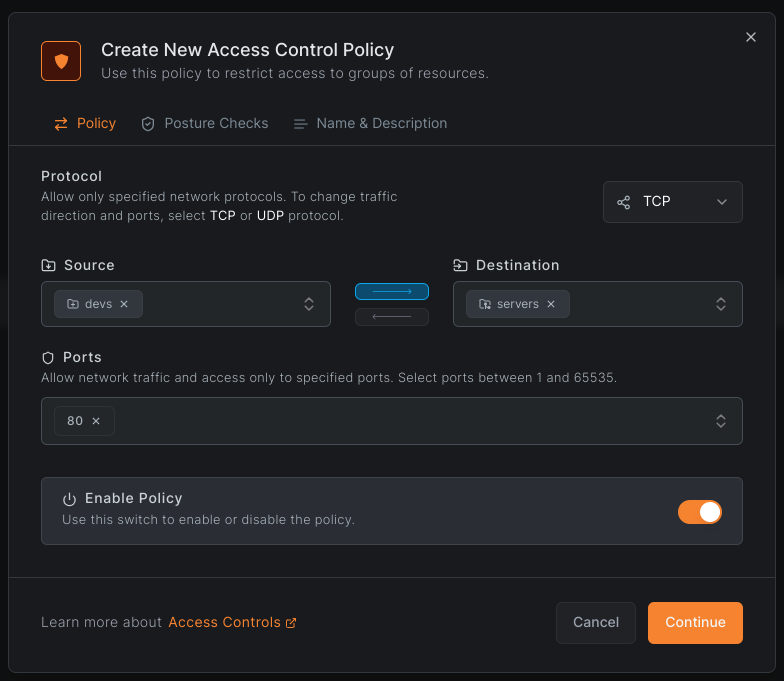 Create New Access Control Policy
Use this policy to restrict access to groups of resources.
Policy
Posture Checks
Name & Description
Protocol
Allow only specified network protocols. To change traffic
direction and ports, select TCP or UDP protocol.
TCP
Source
Destination
devs
servers
Ports
Allow network traffic and access only to specified ports. Select ports between 1 and 65535.
80
Enable Policy
Use this switch to enable or disable the policy.
Learn more about Access Controls
Cancel
Continue